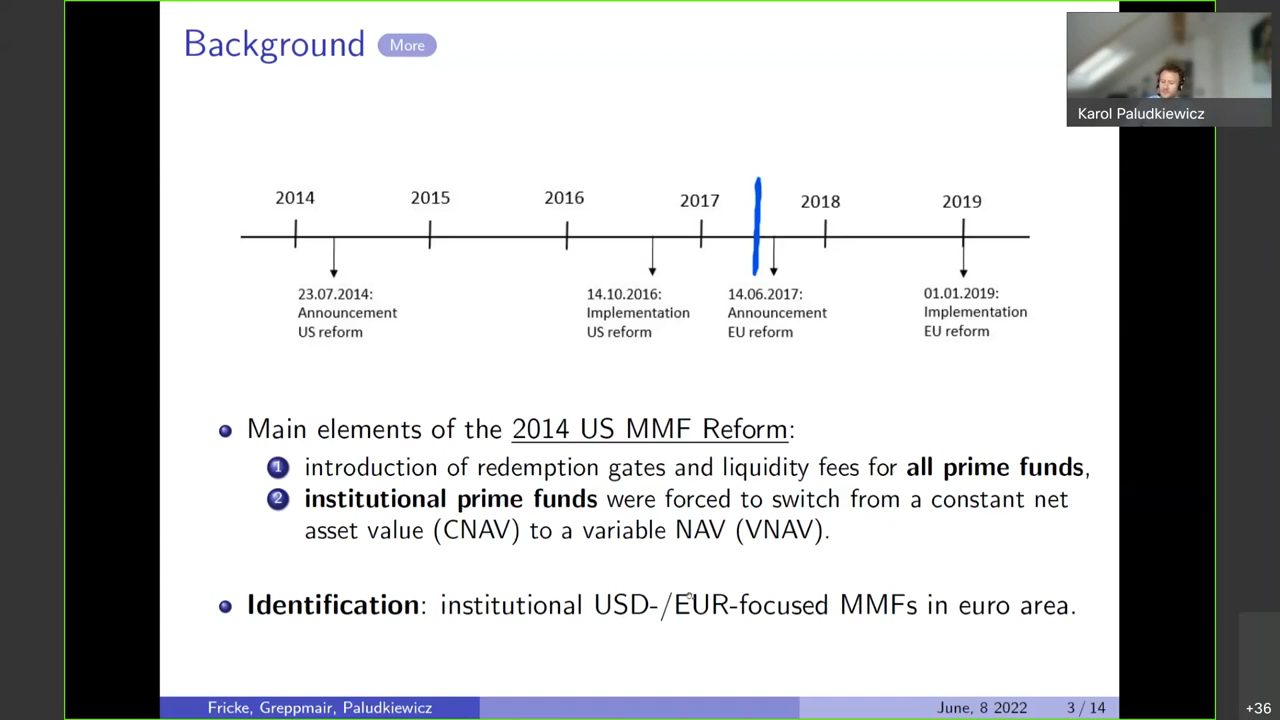 Background More
Karol Paludkiewicz
2014 2015 2016 2017 2018 2019
23.07.2014:
Announcement
US reform
14.10.2016:
Implementation
US reform
14.06.2017:
Announcement
EU reform
01.01.2019:
Implementation
EU reform
Main elements of the 2014 US MMF Reform:
1 introduction of redemption gates and liquidity fees for all prime funds,
2 institutional prime funds were forced to switch from a constant net
asset value (CNAV) to a variable NAV (VNAV).
Identification: institutional USD-/EUR-focused MMFs in euro area.
Fricke, Greppmair, Paludkiewicz June, 8 2022 3 / 14
+36